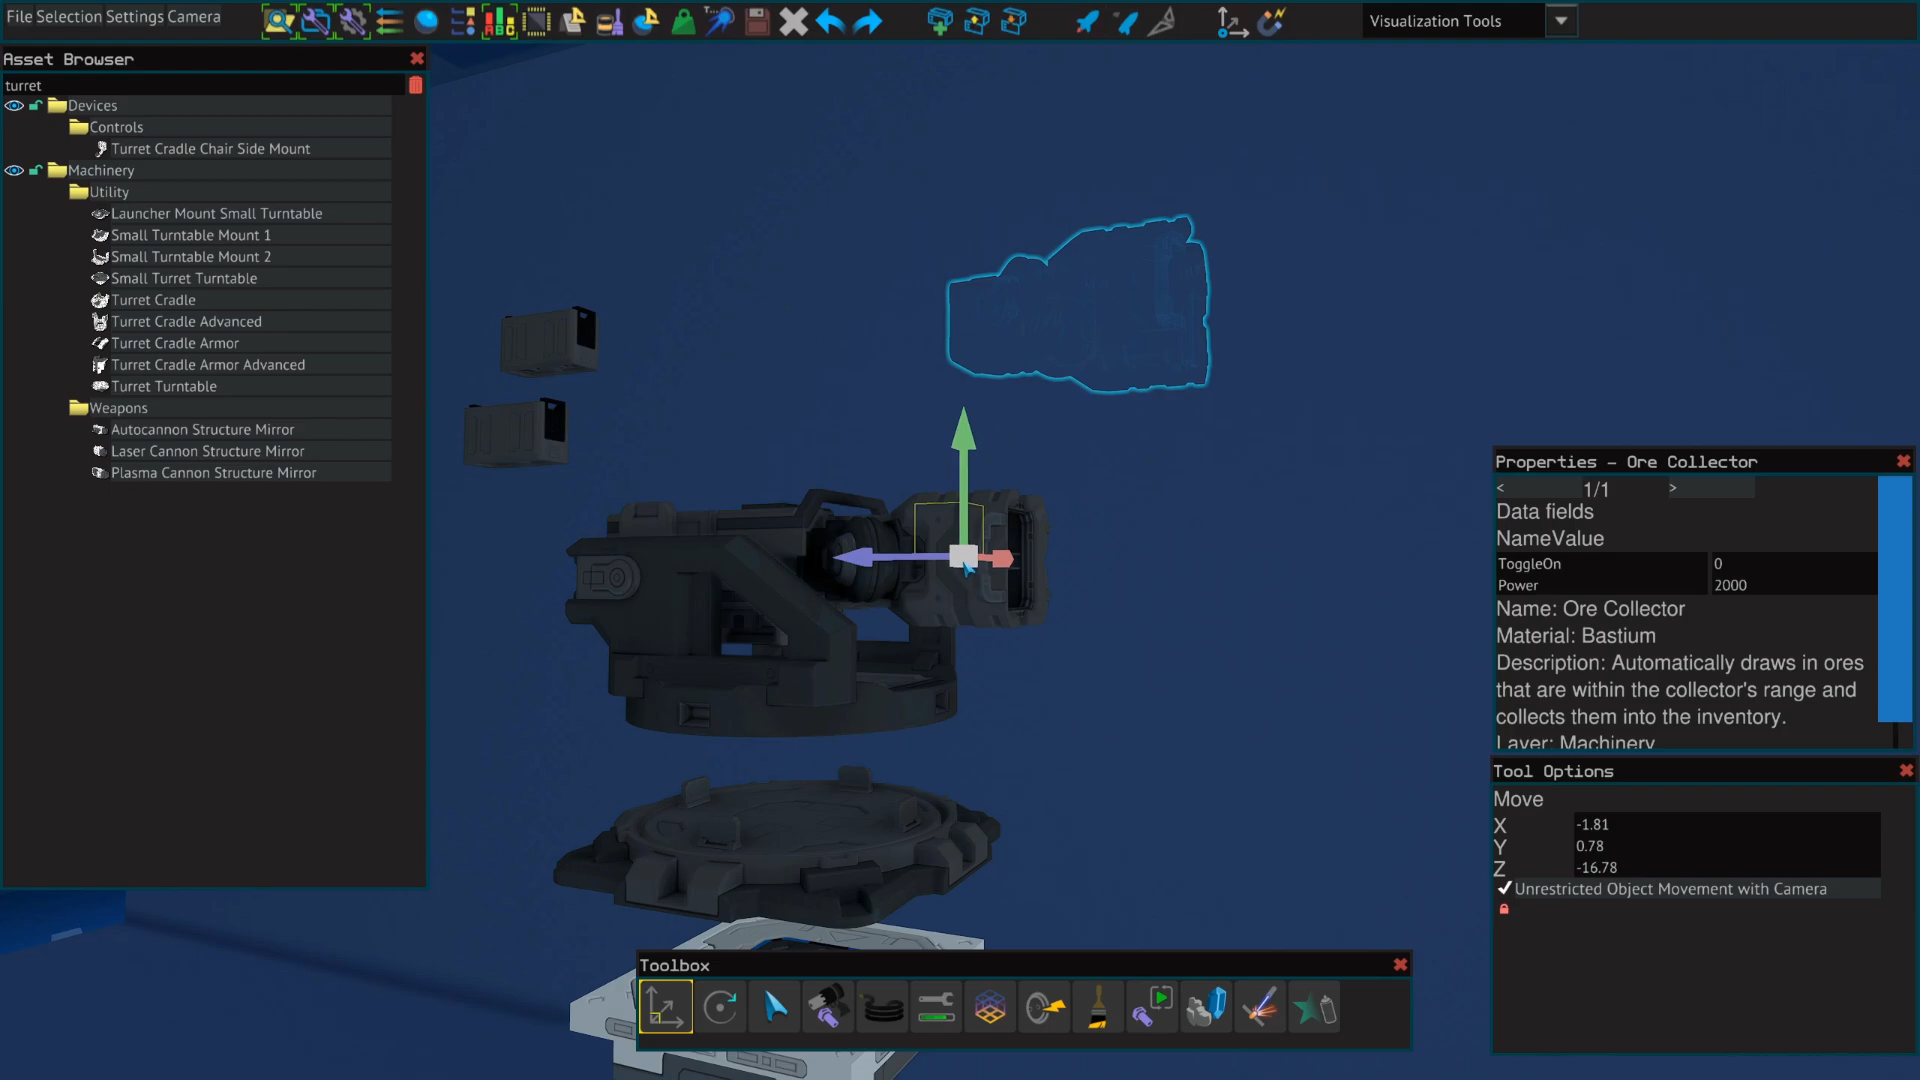 File Selection Settings Camera
ABC
Visualization Tools
Asset Browser
turret
Devices
Controls
Turret Cradle Chair Side Mount
Machinery
Utility
Launcher Mount Small Turntable
Small Turntable Mount 1
Small Turntable Mount 2
Small Turret Turntable
Turret Cradle
Turret Cradle Advanced
Turret Cradle Armor
Turret Cradle Armor Advanced
Turret Turntable
Weapons
Autocannon Structure Mirror
Laser Cannon Structure Mirror
Plasma Cannon Structure Mirror
Properties - Ore Collector
< 1/1 >
Data fields
NameValue
ToggleOn 0
Power 2000
Name: Ore Collector
Material: Bastium
Description: Automatically draws in ores
that are within the collector's range and
collects them into the inventory.
Layer: Machinery
Tool Options
Move
X -1.81
Y 0.78
Z -16.78
Unrestricted Object Movement with Camera
Toolbox